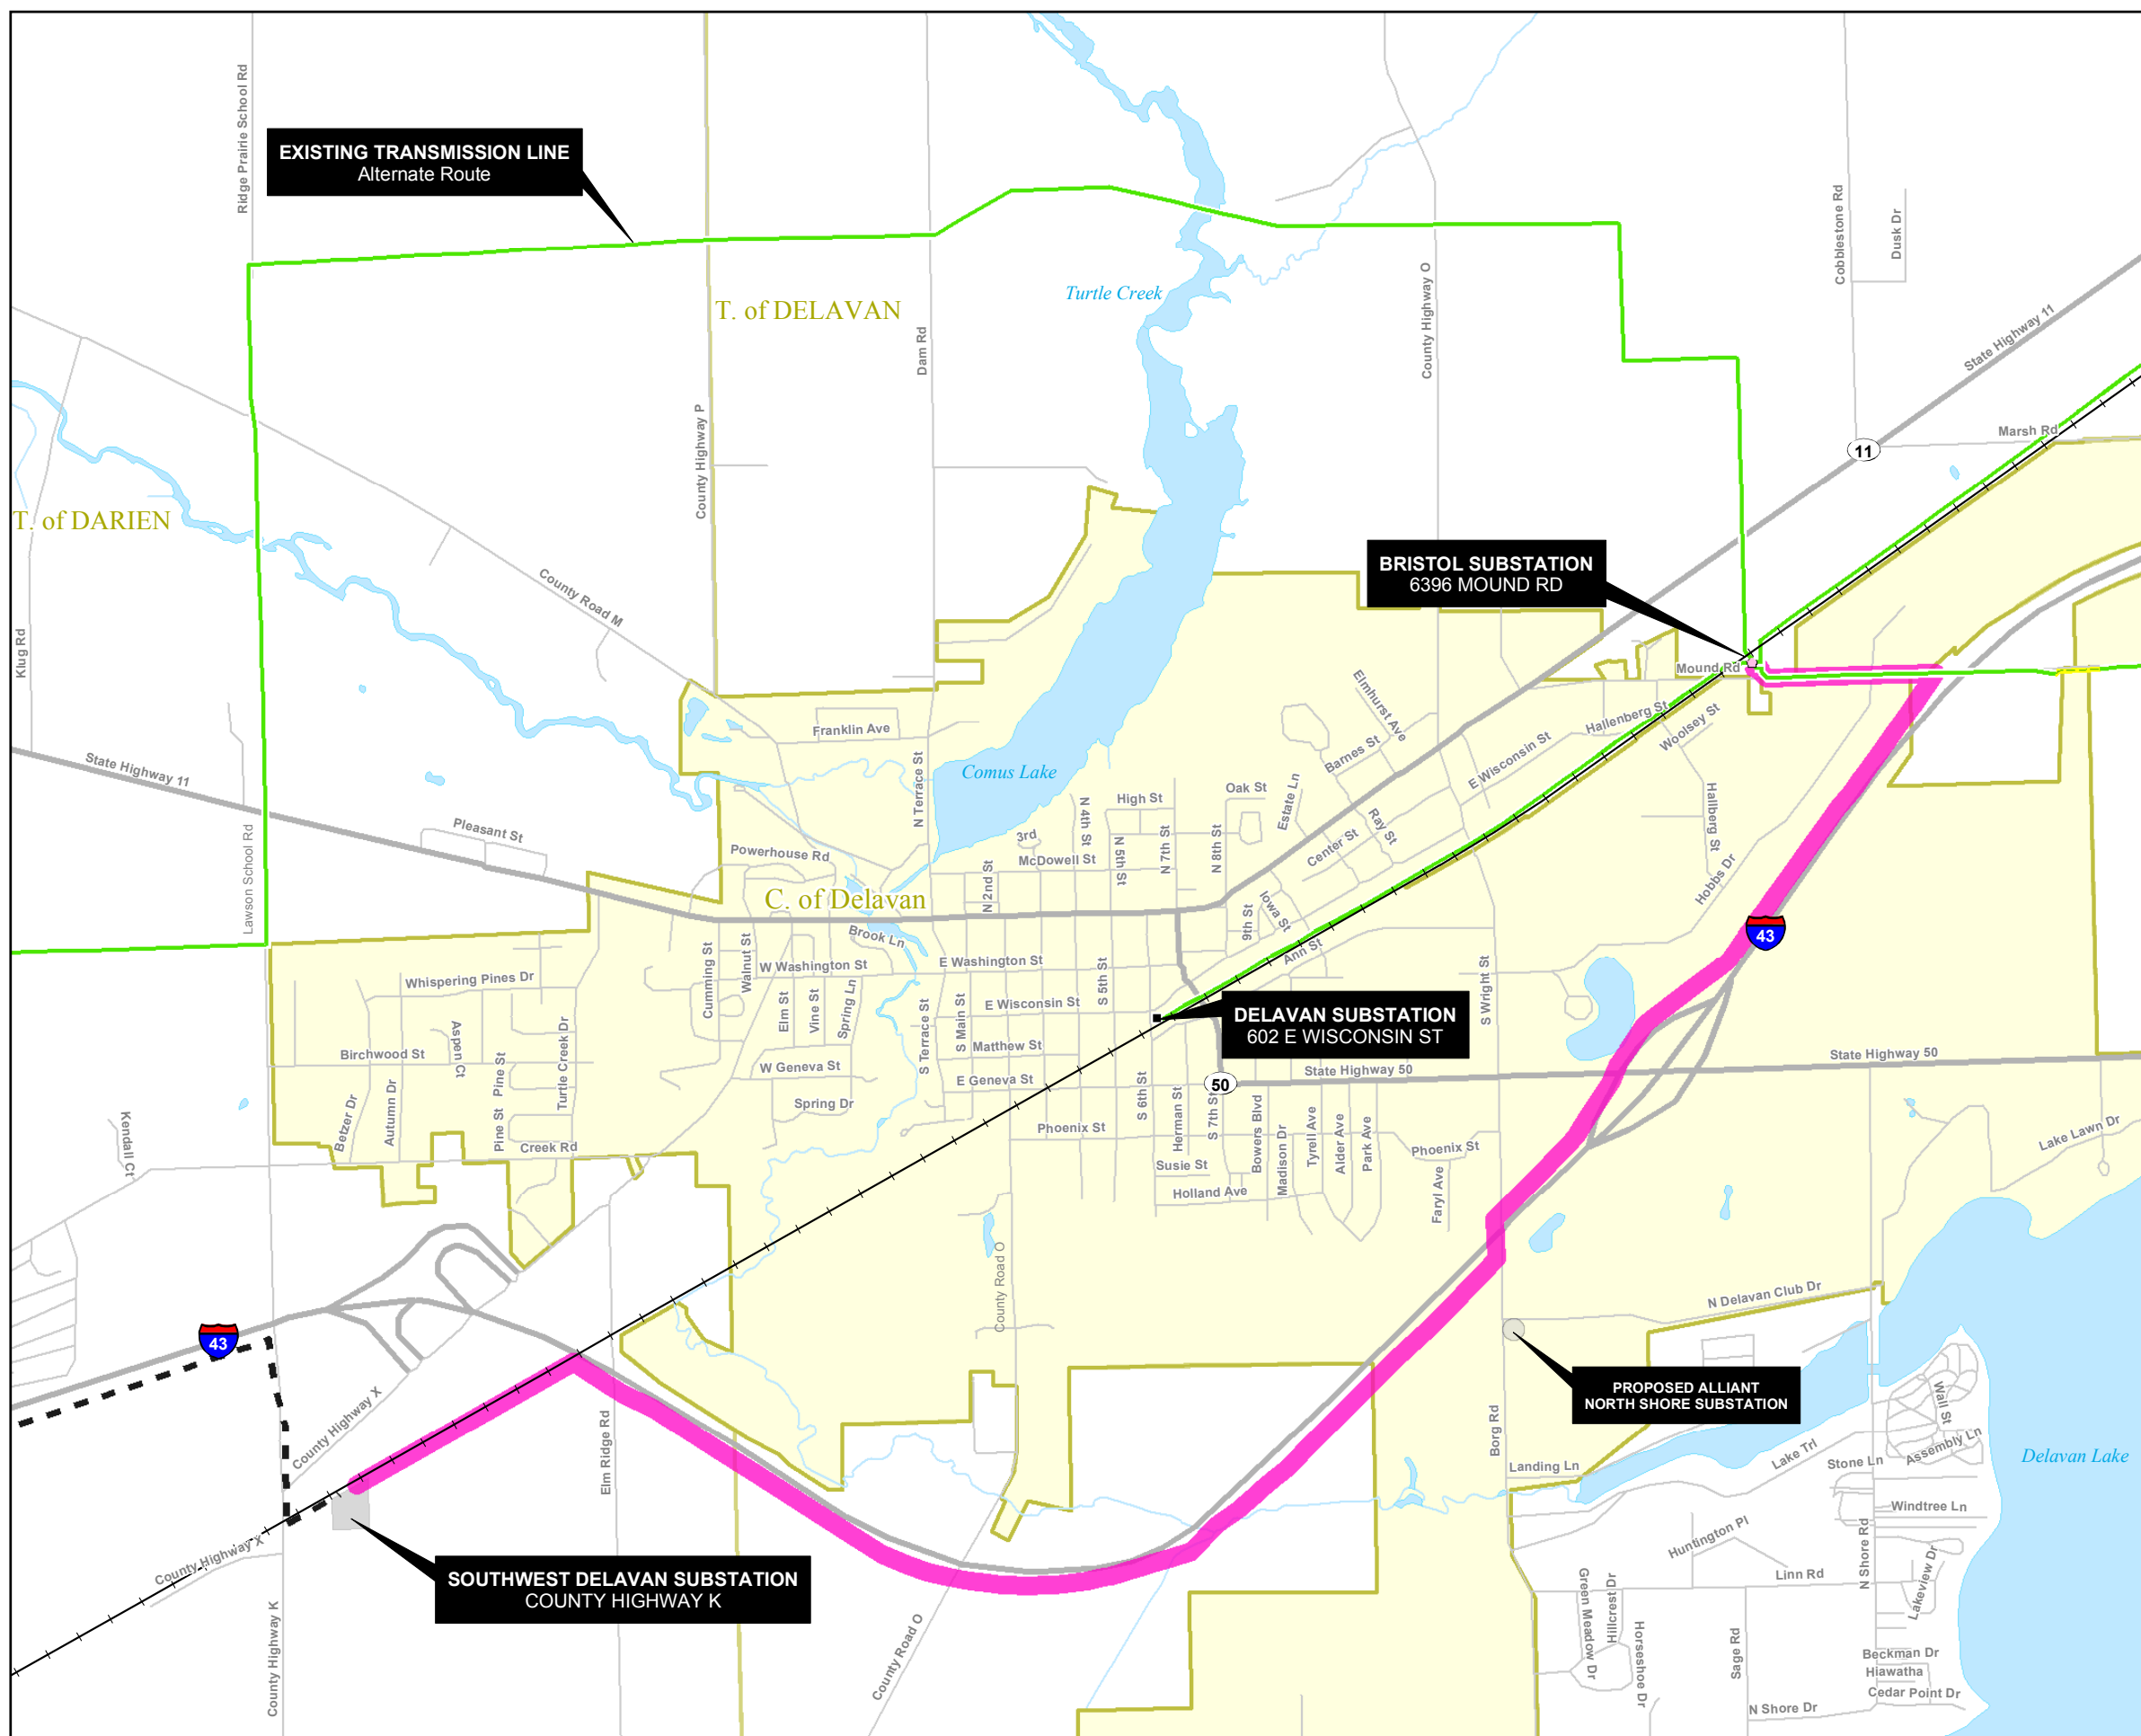 Ridge Prairie School Rd
EXISTING TRANSMISSION LINE
Alternate Route
Cobblestone Rd
Dusk Dr
T. of DELAVAN
Turtle Creek
County Highway O
State Highway 11
Dam Rd
County Highway P
11
Marsh Rd
T. of DARIEN
BRISTOL SUBSTATION
6396 MOUND RD
County Road M
Klug Rd
Mound Rd
Franklin Ave
Elmhurst Ave
Hallenberg St
Woolsey St
State Highway 11
N Terrace St
Comus Lake
Barnes St
E Wisconsin St
Pleasant St
Powerhouse Rd
3rd
N 4th St
High St
N 5th St
N 7th St
Oak St
N 8th St
Estate Ln
Center St
Ray St
Hallberg St
McDowell St
N 2nd St
Lawson School Rd
C. of Delavan
Iowa St
9th St
Hobbs Dr
Brook Ln
Ann St
43
Cumming St
Walnut St
W Washington St
E Washington St
Whispering Pines Dr
Elm St
Vine St
Spring Ln
S Terrace St
S Main St
E Wisconsin St
S 5th St
DELAVAN SUBSTATION
602 E WISCONSIN ST
S Wright St
Birchwood St
Aspen Ct
Pine St
Turtle Creek Dr
Matthew St
W Geneva St
E Geneva St
State Highway 50
State Highway 50
50
Betzer Dr
Autumn Dr
Pine St
Spring Dr
S 6th St
Herman St
S 7th St
Bowers Blvd
Madison Dr
Tyrell Ave
Alder Ave
Park Ave
Kendall Ct
Creek Rd
Phoenix St
Phoenix St
Susie St
Holland Ave
Faryl Ave
Lake Lawn Dr
County Road O
N Delavan Club Dr
43
PROPOSED ALLIANT
NORTH SHORE SUBSTATION
County Highway X
Elm Ridge Rd
Borg Rd
Wall St
Assembly Ln
Lake Trl
Stone Ln
Delavan Lake
Landing Ln
Windtree Ln
County Highway X
Huntington Pl
N Shore Rd
Lakeview Dr
SOUTHWEST DELAVAN SUBSTATION
COUNTY HIGHWAY K
Linn Rd
Green Meadow Dr
Hillcrest Dr
Horseshoe Dr
Sage Rd
County Highway K
County Road O
Beckman Dr
Hiawatha
Cedar Point Dr
N Shore Dr